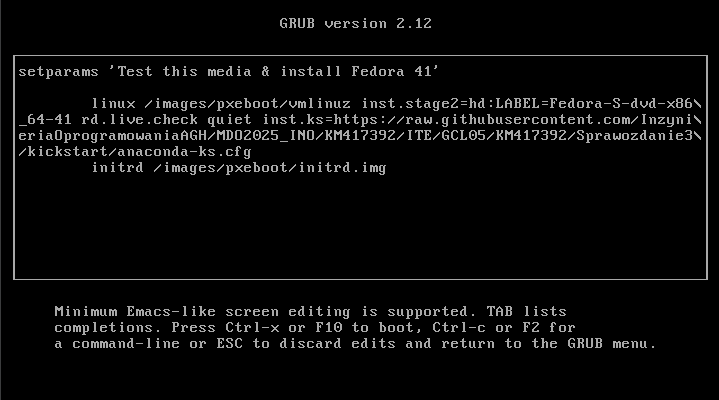 GRUB version 2.12
setparams 'Test this media & install Fedora 41'
linux /images/pxeboot/vmlinuz inst.stage2=hd:LABEL=Fedora-S-dvd-x86\
_64-41 rd.live.check quiet inst.ks=https://raw.githubusercontent.com/Inzyni\
eriaOprogramowaniaAGH/MDO2025_INO/KM417392/ITE/GCL05/KM417392/Sprawozdanie3\
/kickstart/anaconda-ks.cfg
initrd /images/pxeboot/initrd.img
Minimum Emacs-like screen editing is supported. TAB lists
completions. Press Ctrl-x or F10 to boot, Ctrl-c or F2 for
a command-line or ESC to discard edits and return to the GRUB menu.